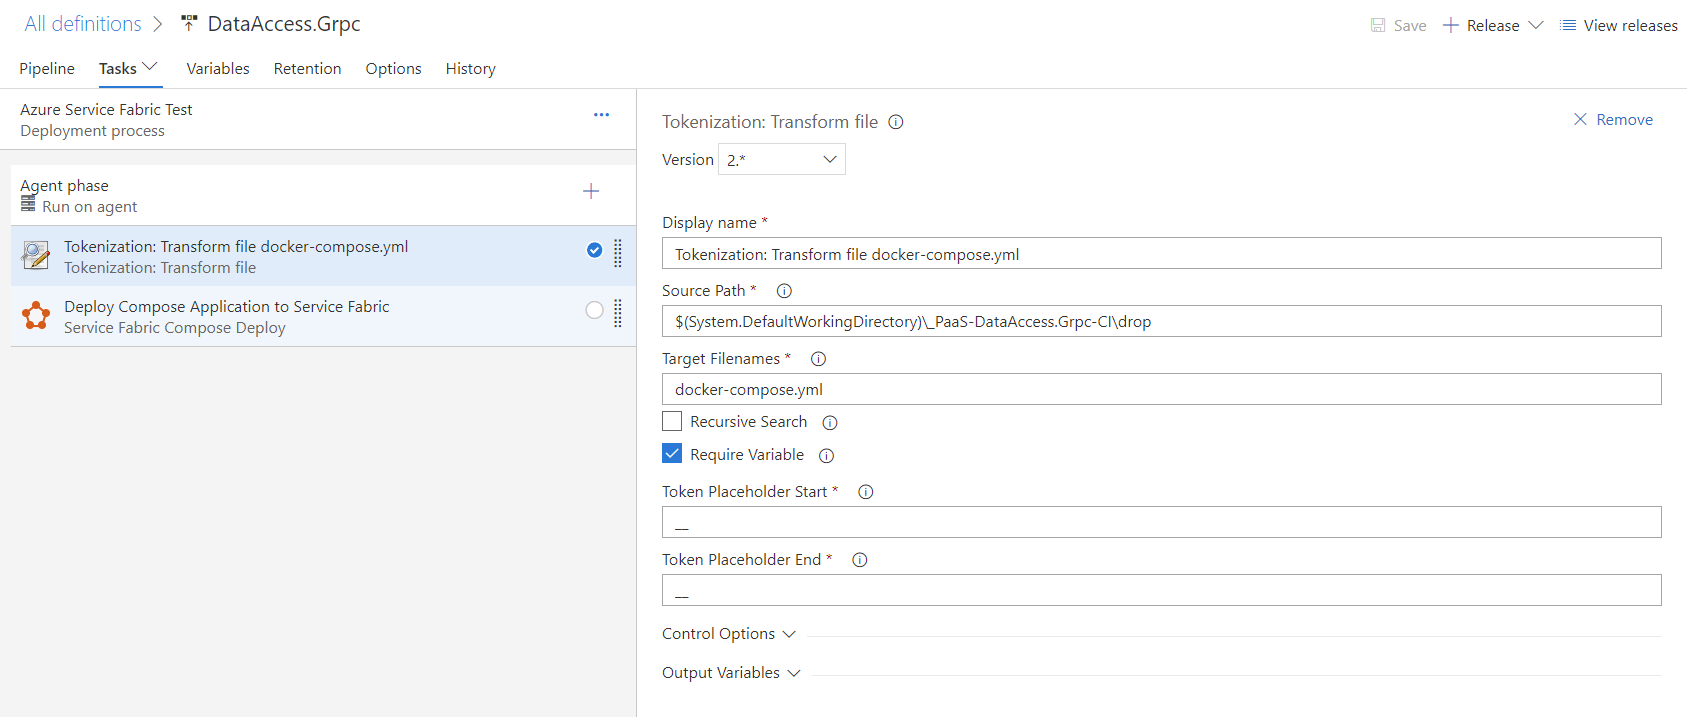 All definitions > DataAccess.Grpc
Save + Release View releases
Pipeline Tasks Variables Retention Options History
Azure Service Fabric Test
Deployment process
...
Agent phase
Run on agent
Tokenization: Transform file docker-compose.yml
Tokenization: Transform file
Deploy Compose Application to Service Fabric
Service Fabric Compose Deploy
Tokenization: Transform file
Remove
Version 2.*
Display name *
Tokenization: Transform file docker-compose.yml
Source Path *
$(System.DefaultWorkingDirectory)\_PaaS-DataAccess.Grpc-CI\drop
Target Filenames *
docker-compose.yml
Recursive Search
Require Variable
Token Placeholder Start *
__
Token Placeholder End *
__
Control Options
Output Variables